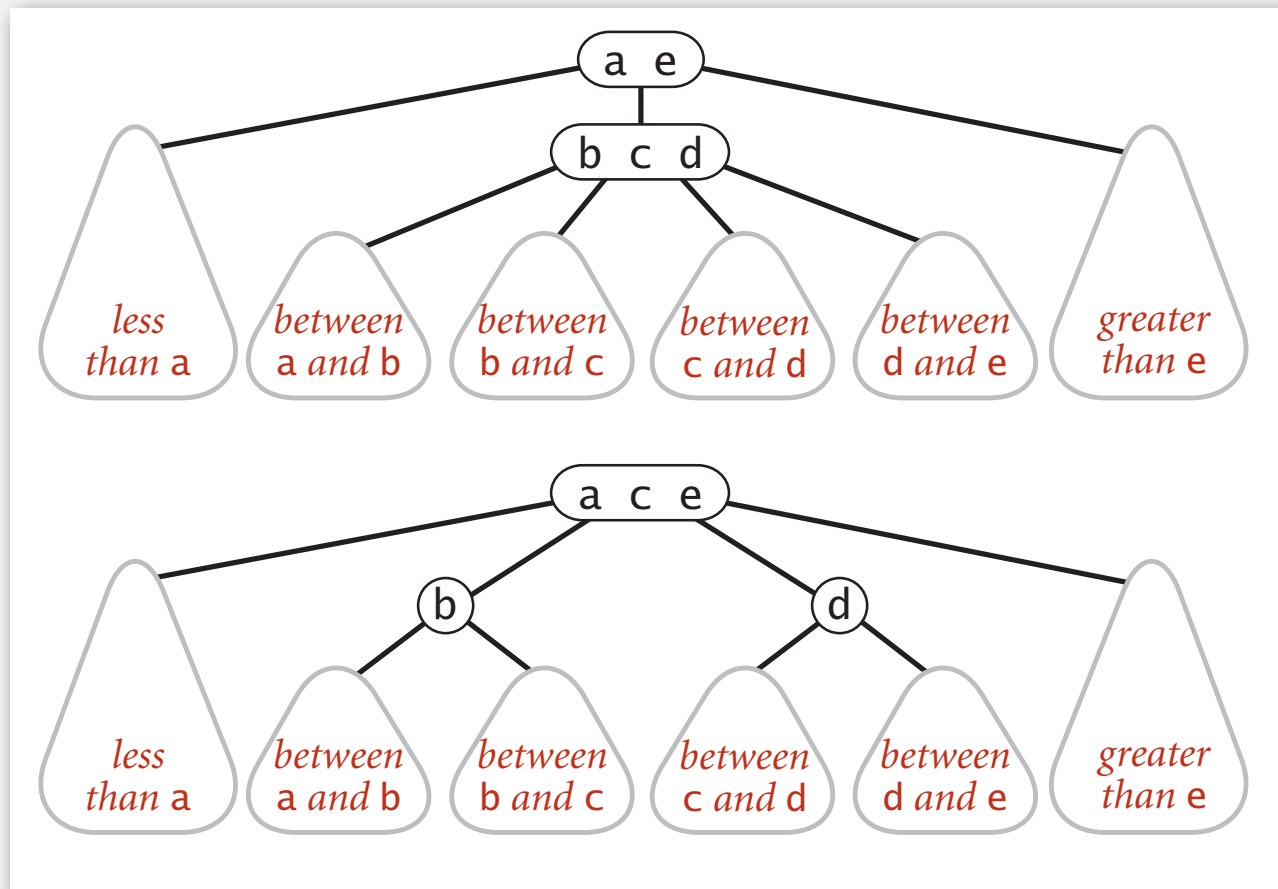 a e
b c d
less
than a
between
a and b
between
b and c
between
c and d
between
d and e
greater
than e
a c e
b
d
less
than a
between
a and b
between
b and c
between
c and d
between
d and e
greater
than e